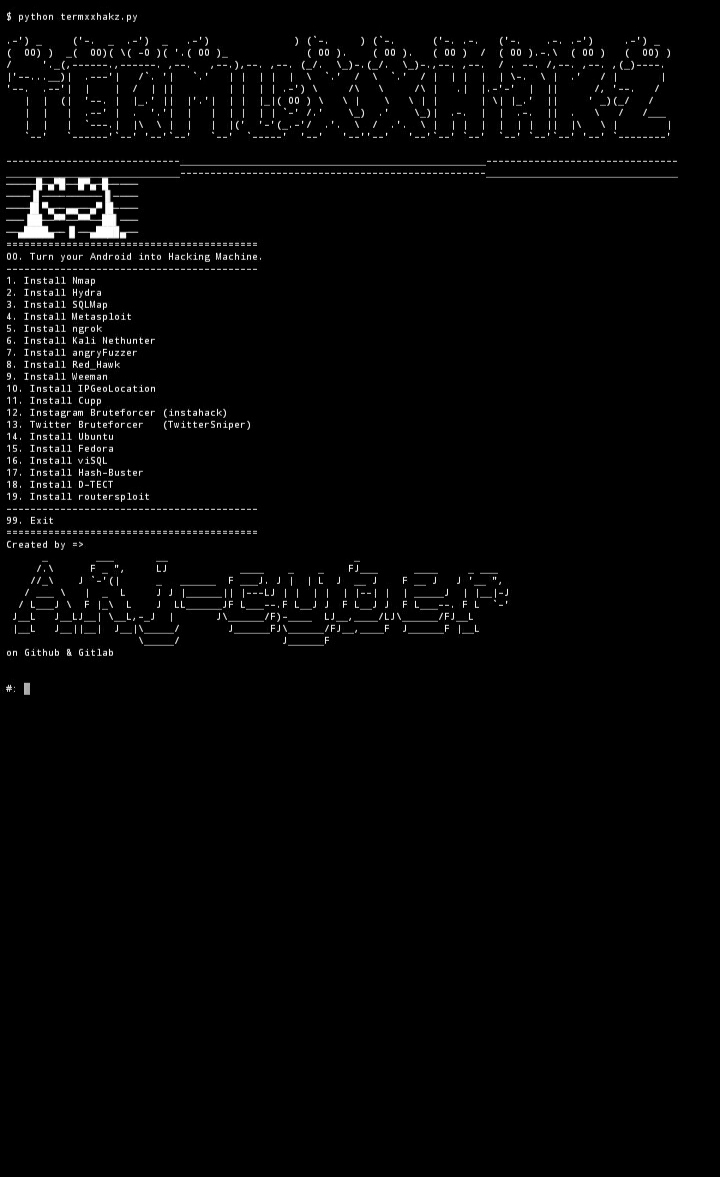 $ python termxxhakz.py
TERMUXXHAKZ
00. Turn your Android into Hacking Machine.
1. Install Nmap
2. Install Hydra
3. Install SQLMap
4. Install Metasploit
5. Install ngrok
6. Install Kali Nethunter
7. Install angryFuzzer
8. Install Red_Hawk
9. Install Weeman
10. Install IPGeoLocation
11. Install Cupp
12. Instagram Bruteforcer (instahack)
13. Twitter Bruteforcer (TwitterSniper)
14. Install Ubuntu
15. Install Fedora
16. Install viSQL
17. Install Hash-Buster
18. Install D-TECT
19. Install routersploit
99. Exit
Created by =>
on Github & Gitlab
#: